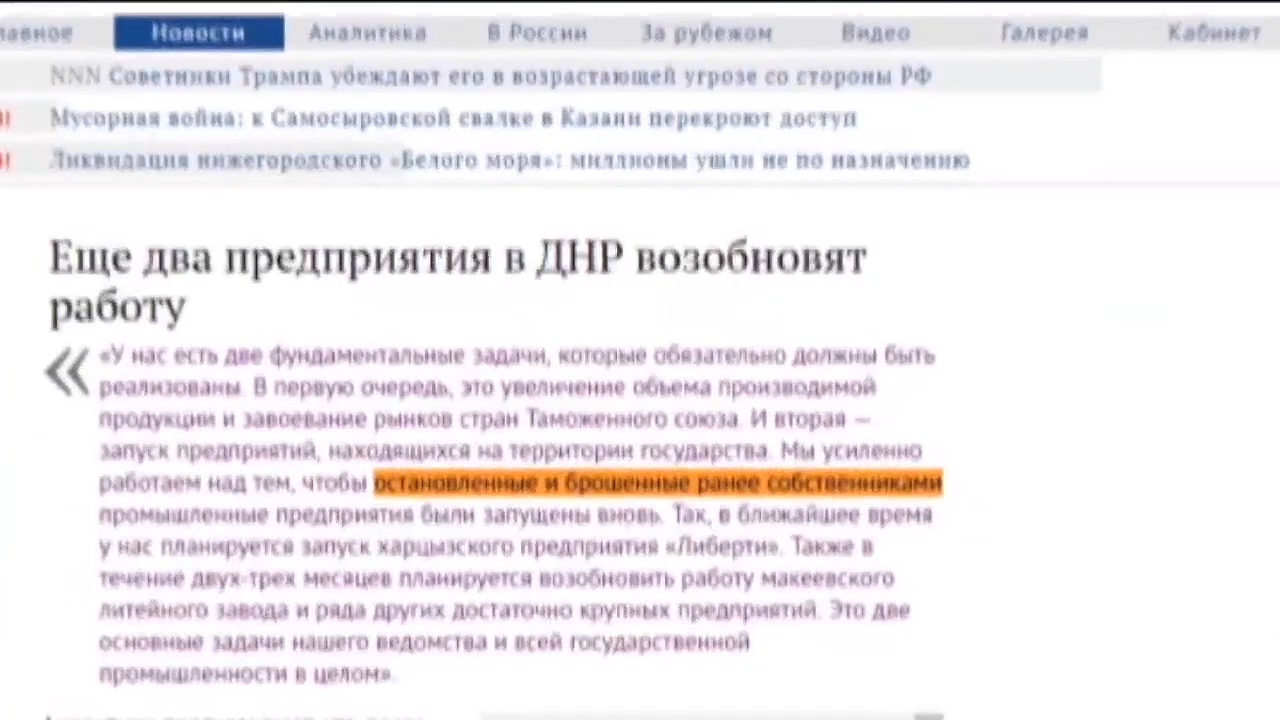 лавное Новости Аналитика В России За рубежом Видео Галерея Кабинет
NNN Советники Трампа убеждают его в возрастающей угрозе со стороны РФ
Мусорная война: к Самосыровской свалке в Казани перекроют доступ
Ликвидация нижегородского «Белого моря»: миллионы ушли не по назначению
Еще два предприятия в ДНР возобновят
работу
«У нас есть две фундаментальные задачи, которые обязательно должны быть
реализованы. В первую очередь, это увеличение объема производимой
продукции и завоевание рынков стран Таможенного союза. И вторая —
запуск предприятий, находящихся на территории государства. Мы усиленно
работаем над тем, чтобы остановленные и брошенные ранее собственниками
промышленные предприятия были запущены вновь. Так, в ближайшее время
у нас планируется запуск харцызского предприятия «Либерти». Также в
течение двух-трех месяцев планируется возобновить работу макеевского
литейного завода и ряда других достаточно крупных предприятий. Это две
основные задачи нашего ведомства и всей государственной
промышленности в целом».